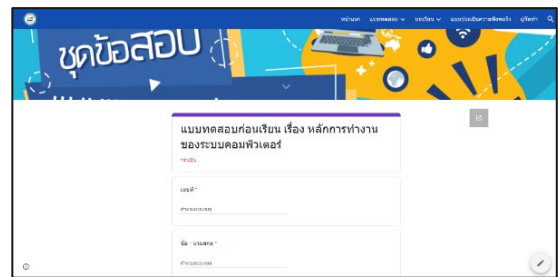 หน้าแรก แบบทดสอบ บทเรียน แบบประเมินความพึงพอใจ ผู้จัดทำ
ชุดข้อสอบ
แบบทดสอบก่อนเรียน เรื่อง หลักการทำงาน
ของระบบคอมพิวเตอร์
*จำเป็น
เลขที่ *
คำตอบของคุณ
ชื่อ - นามสกุล *
คำตอบของคุณ